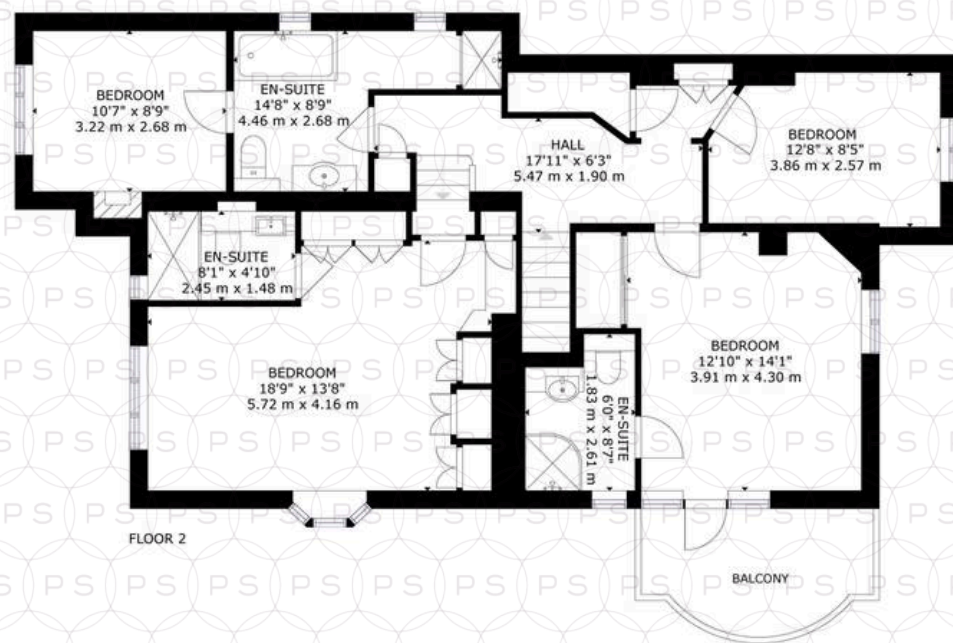 BEDROOM
10'7" x 8'9"
3.22 m x 2.68 m
EN-SUITE
14'8" x 8'9"
4.46 m x 2.68 m
HALL
17'11" x 6'3"
5.47 m x 1.90 m
BEDROOM
12'8" x 8'5"
3.86 m x 2.57 m
EN-SUITE
8'1" x 4'10"
2.45 m x 1.48 m
BEDROOM
18'9" x 13'8"
5.72 m x 4.16 m
EN-SUITE
6'0" x 8'7"
1.83 m x 2.61 m
BEDROOM
12'10" x 14'1"
3.91 m x 4.30 m
FLOOR 2
BALCONY